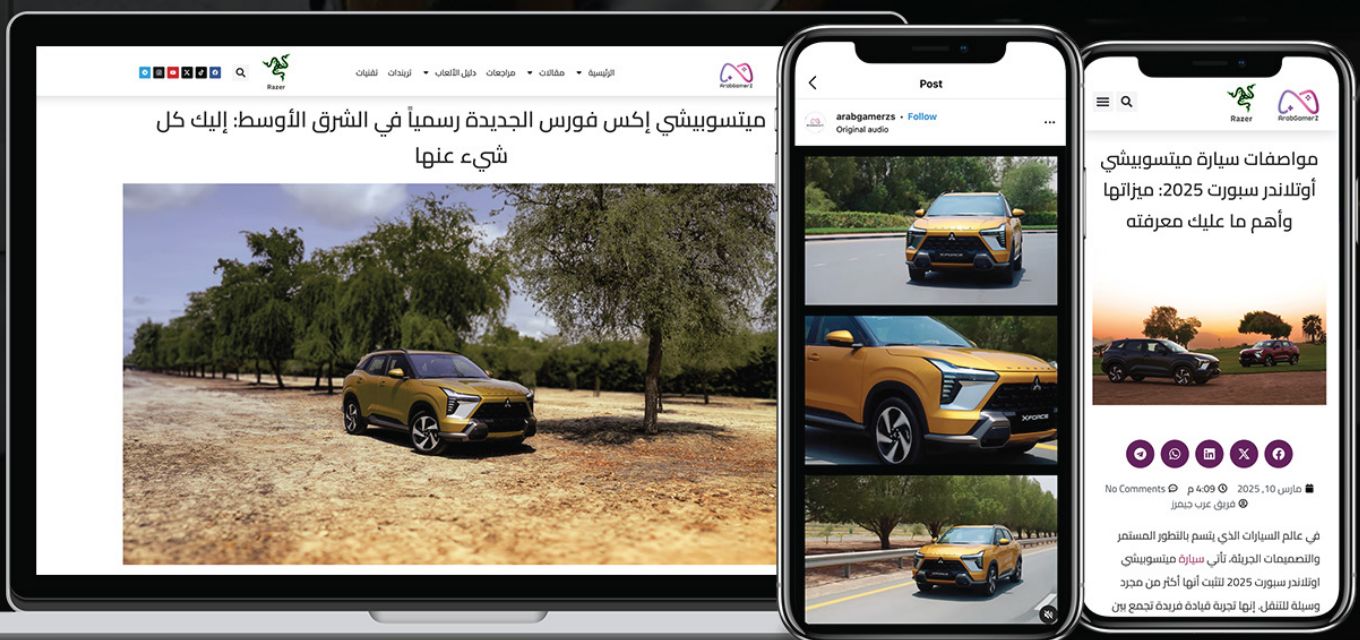 Razer
الرئيسية
مقالات
مراجعات
دليل الألعاب
تريندات
تقنيات
ArabGamerZ
ميتسوبيشي إكس فورس الجديدة رسمياً في الشرق الأوسط: إليك كل
شيء عنها
Post
arabgamerzs • Follow
Original audio
XFORCE
XFORCE
XFORCE
Razer
ArabGamerZ
مواصفات سيارة ميتسوبيشي
أوتلاندر سبورت 2025: ميزاتها
وأهم ما عليك معرفته
مارس 10, 2025 4:09 م No Comments
فريق عرب جيمرز
في عالم السيارات الذي يتسم بالتطور المستمر
والتصميمات الجريئة، تأتي سيارة ميتسوبيشي
اوتلاندر سبورت 2025 لتثبت أنها أكثر من مجرد
وسيلة للتنقل. إنها تجربة قيادة فريدة تجمع بين